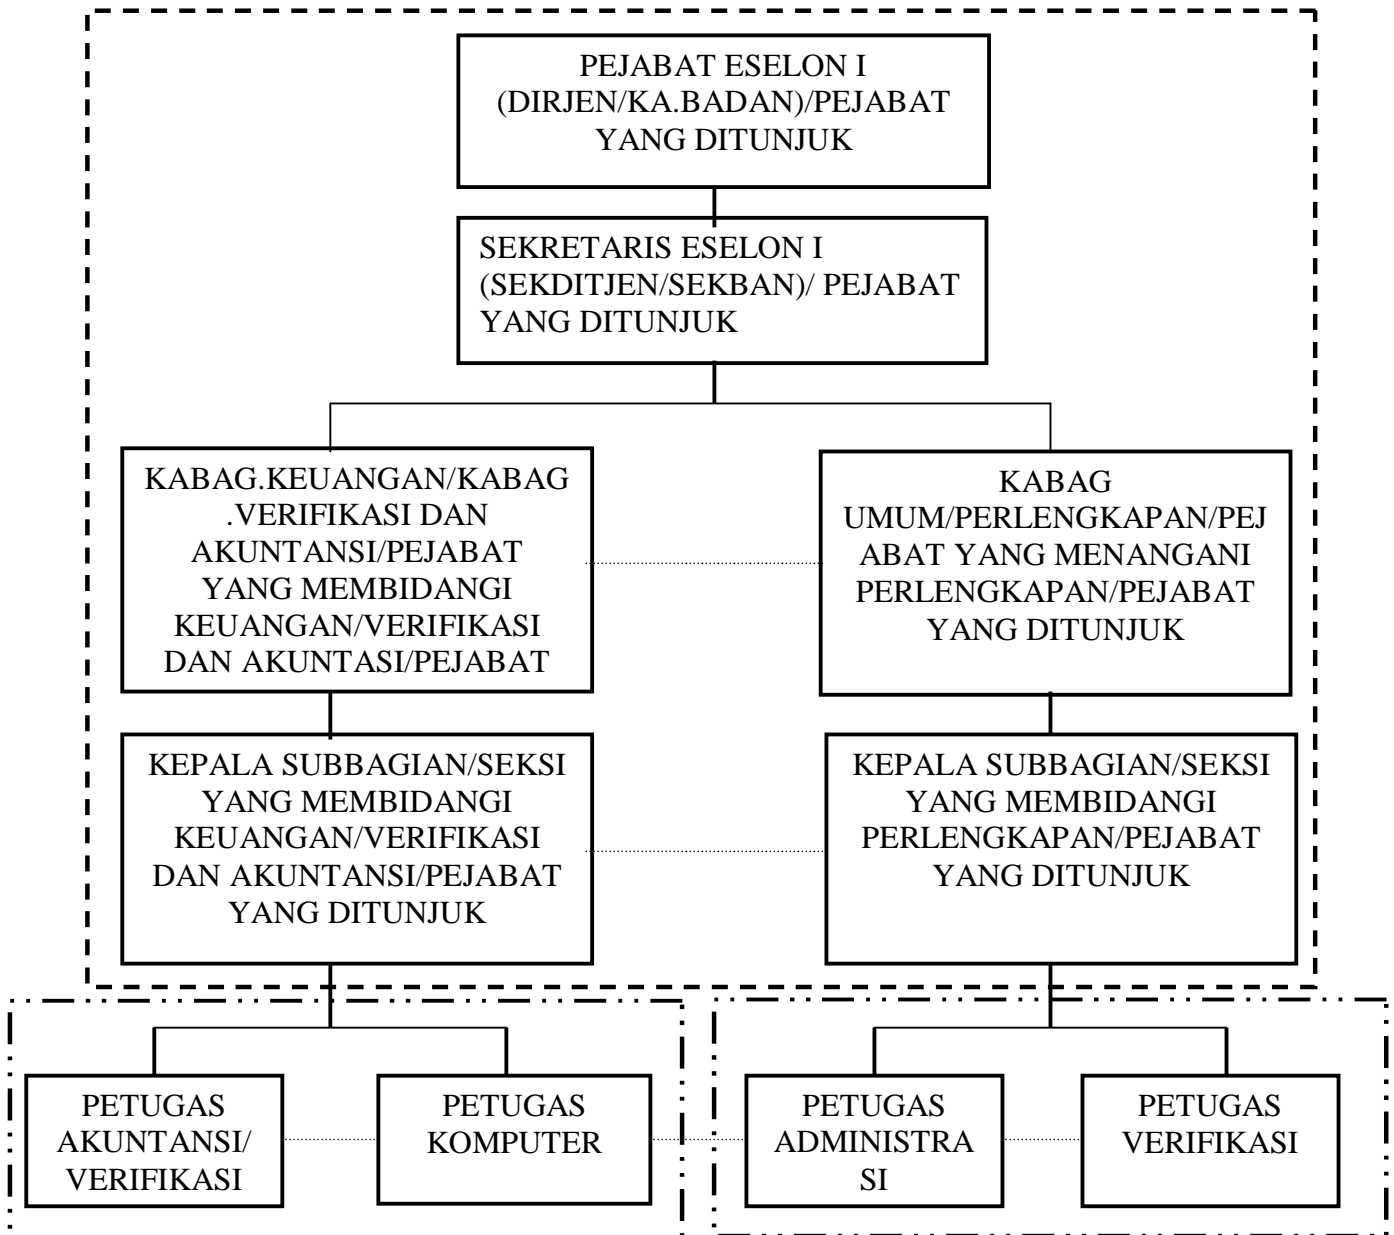 PEJABAT ESELON I
(DIRJEN/KA.BADAN)/PEJABAT
YANG DITUNJUK
SEKRETARIS ESELON I
(SEKDITJEN/SEKBAN)/ PEJABAT
YANG DITUNJUK
KABAG.KEUANGAN/KABAG
.VERIFIKASI DAN
AKUNTANSI/PEJABAT
YANG MEMBIDANGI
KEUANGAN/VERIFIKASI
DAN AKUNTASI/PEJABAT
KABAG
UMUM/PERLENGKAPAN/PEJ
ABAT YANG MENANGANI
PERLENGKAPAN/PEJABAT
YANG DITUNJUK
KEPALA SUBBAGIAN/SEKSI
YANG MEMBIDANGI
KEUANGAN/VERIFIKASI
DAN AKUNTANSI/PEJABAT
YANG DITUNJUK
KEPALA SUBBAGIAN/SEKSI
YANG MEMBIDANGI
PERLENGKAPAN/PEJABAT
YANG DITUNJUK
PETUGAS
AKUNTANSI/
VERIFIKASI
PETUGAS
KOMPUTER
PETUGAS
ADMINISTRA
SI
PETUGAS
VERIFIKASI